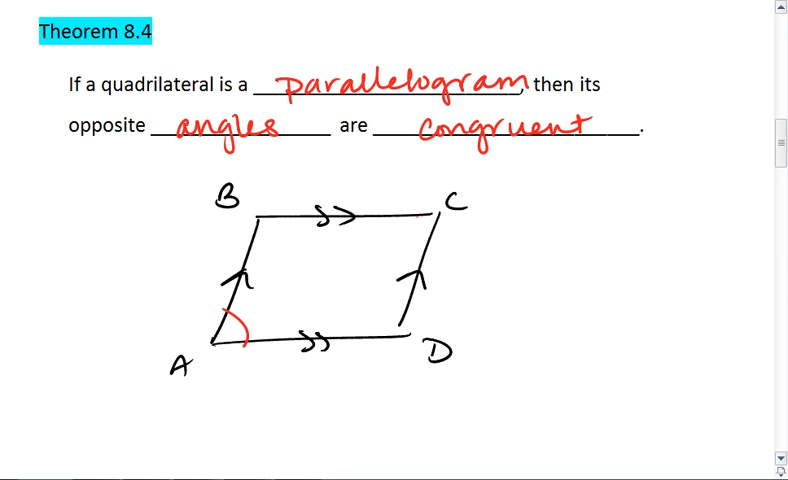 Theorem 8.4
If a quadrilateral is a parallelogram, then its
opposite angles are congruent.
B C
A D